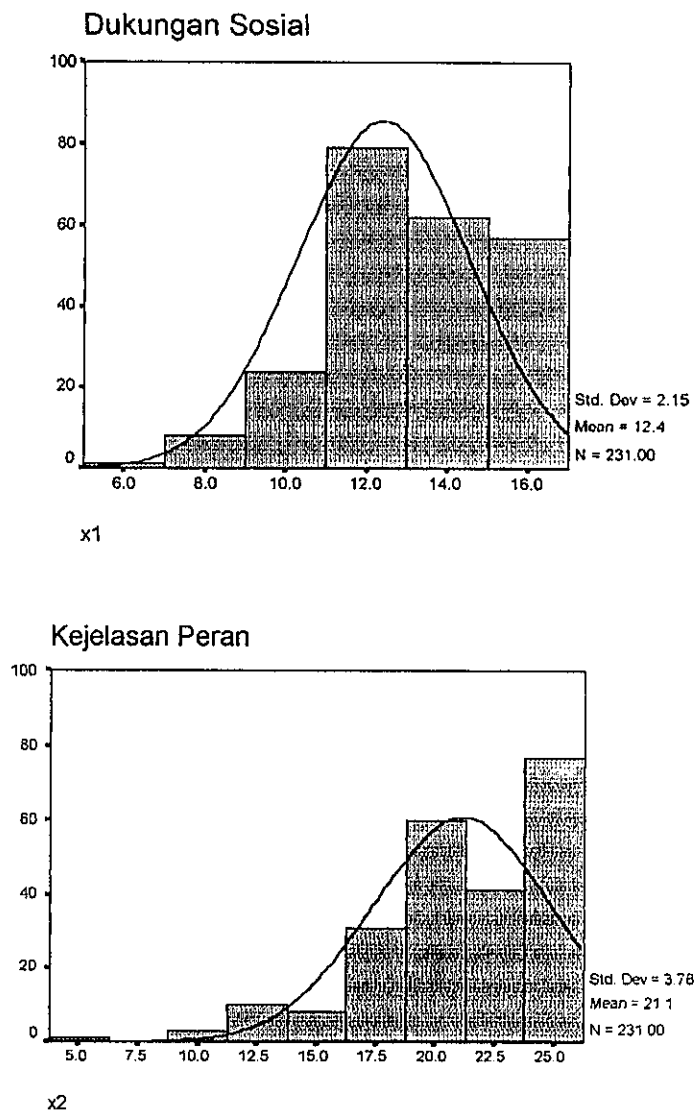 Dukungan Sosial
100
80
60
40
20
0
6.0 8.0 10.0 12.0 14.0 16.0
Std. Dev = 2.15
Mean = 12.4
N = 231.00
x1
Kejelasan Peran
100
80
60
40
20
0
5.0 7.5 10.0 12.5 15.0 17.5 20.0 22.5 25.0
Std. Dev = 3.78
Mean = 21 1
N = 231 00
x2